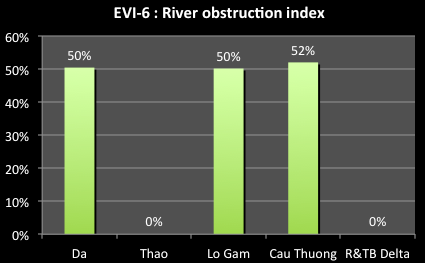 EVI-6 : River obstruction index
60%
50%
40%
30%
20%
10%
0%
50%
0%
50%
52%
0%
Da
Thao
Lo Gam
Cau Thuong
R&TB Delta